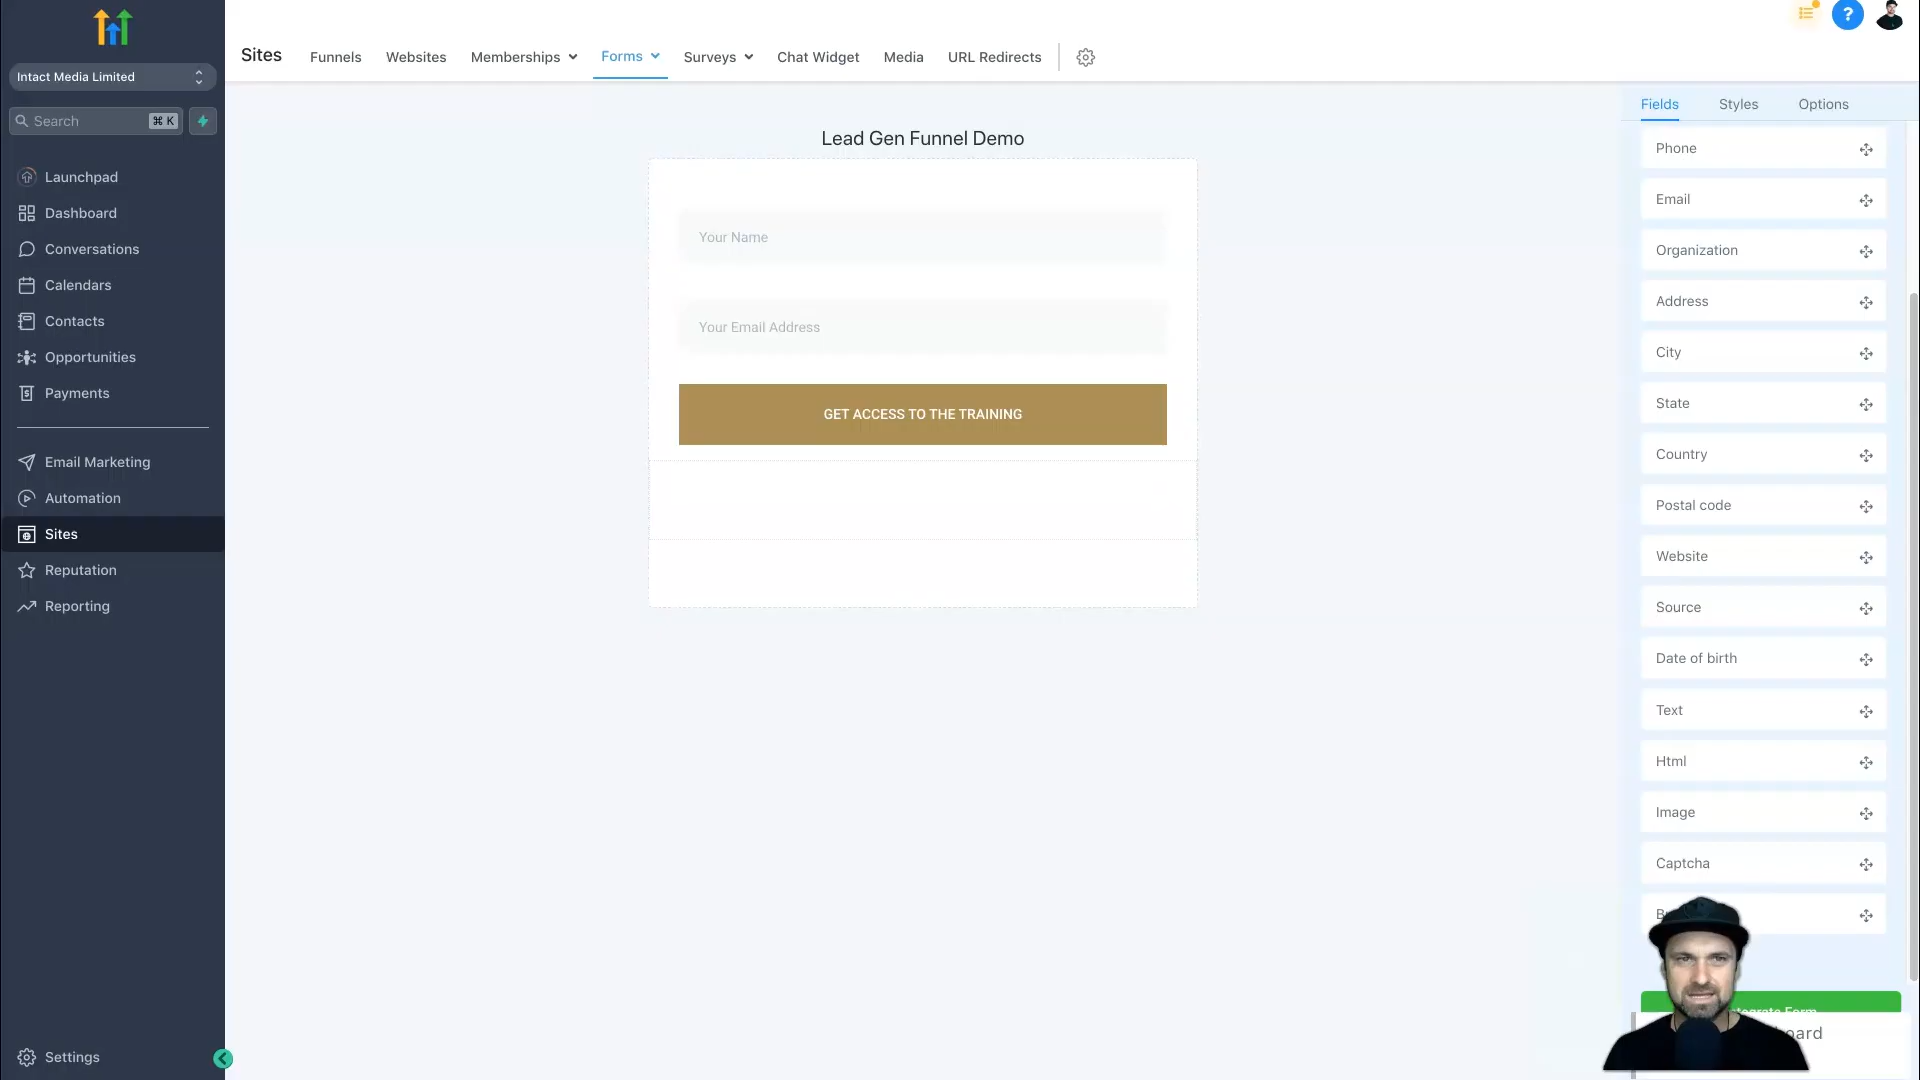 Intact Media Limited
Search
⌘ K
Launchpad
Dashboard
Conversations
Calendars
Contacts
Opportunities
Payments
Email Marketing
Automation
Sites
Reputation
Reporting
Settings
Sites
Funnels
Websites
Memberships
Forms
Surveys
Chat Widget
Media
URL Redirects
?
Lead Gen Funnel Demo
Your Name
Your Email Address
GET ACCESS TO THE TRAINING
Fields
Styles
Options
Phone
Email
Organization
Address
City
State
Country
Postal code
Website
Source
Date of birth
Text
Html
Image
Captcha
Form